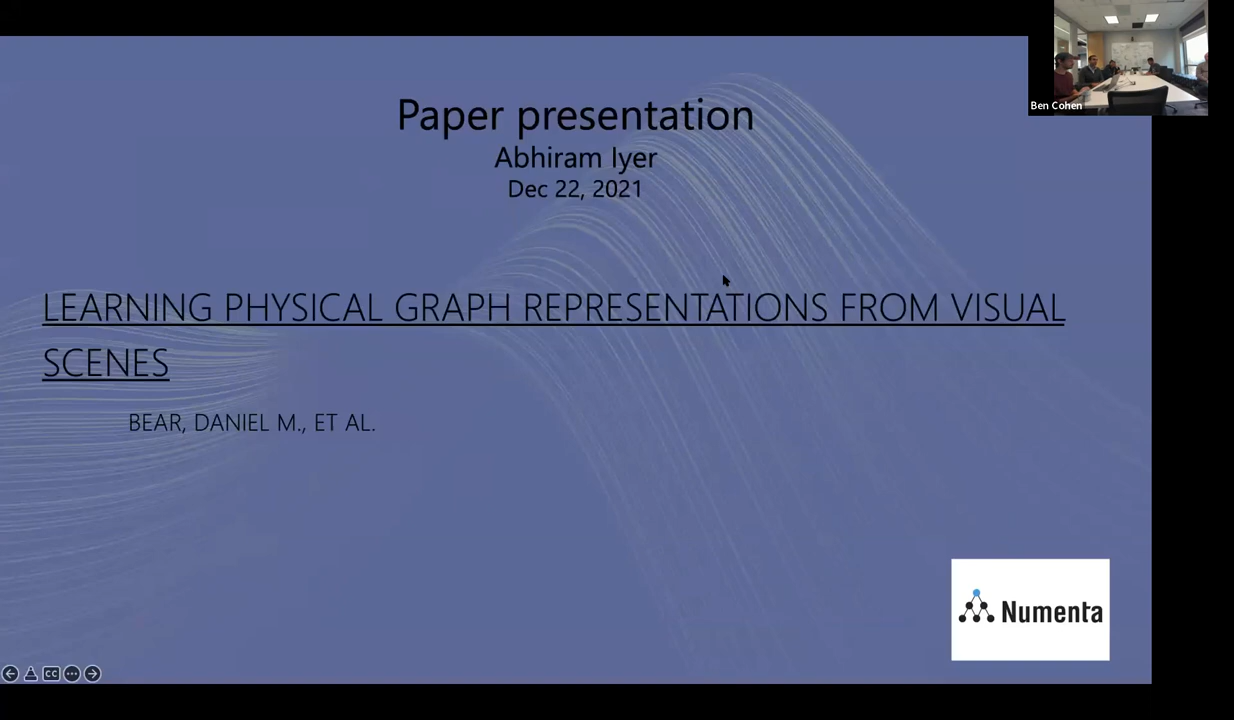 Paper presentation
Abhiram Iyer
Dec 22, 2021
Ben Cohen
LEARNING PHYSICAL GRAPH REPRESENTATIONS FROM VISUAL
SCENES
BEAR, DANIEL M., ET AL.
Numenta
CC